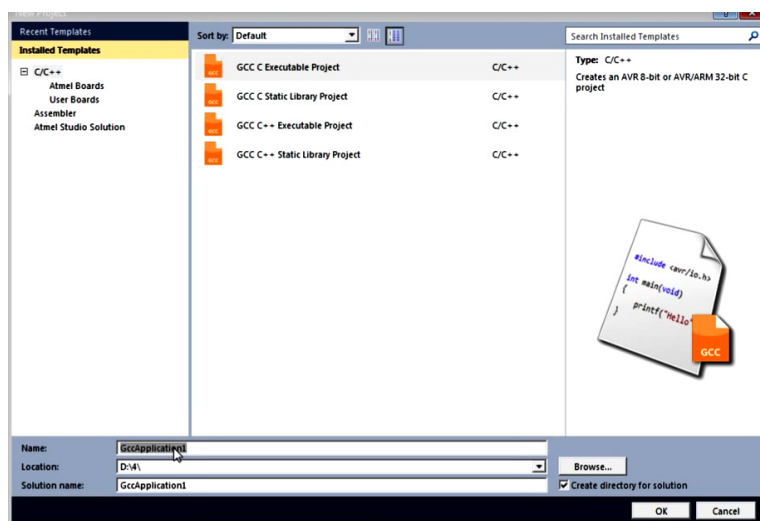 New Project
Recent Templates
Installed Templates
C/C++
Atmel Boards
User Boards
Assembler
Atmel Studio Solution
Sort by: Default
GCC C Executable Project C/C++
GCC C Static Library Project C/C++
GCC C++ Executable Project C/C++
GCC C++ Static Library Project C/C++
Search Installed Templates
Type: C/C++
Creates an AVR 8-bit or AVR/ARM 32-bit C
project
#include <avr/io.h>
int main(void)
{
printf("Hello"
}
GCC
Name: GccApplication1
Location: D:\4\
Browse...
Solution name: GccApplication1
Create directory for solution
OK Cancel